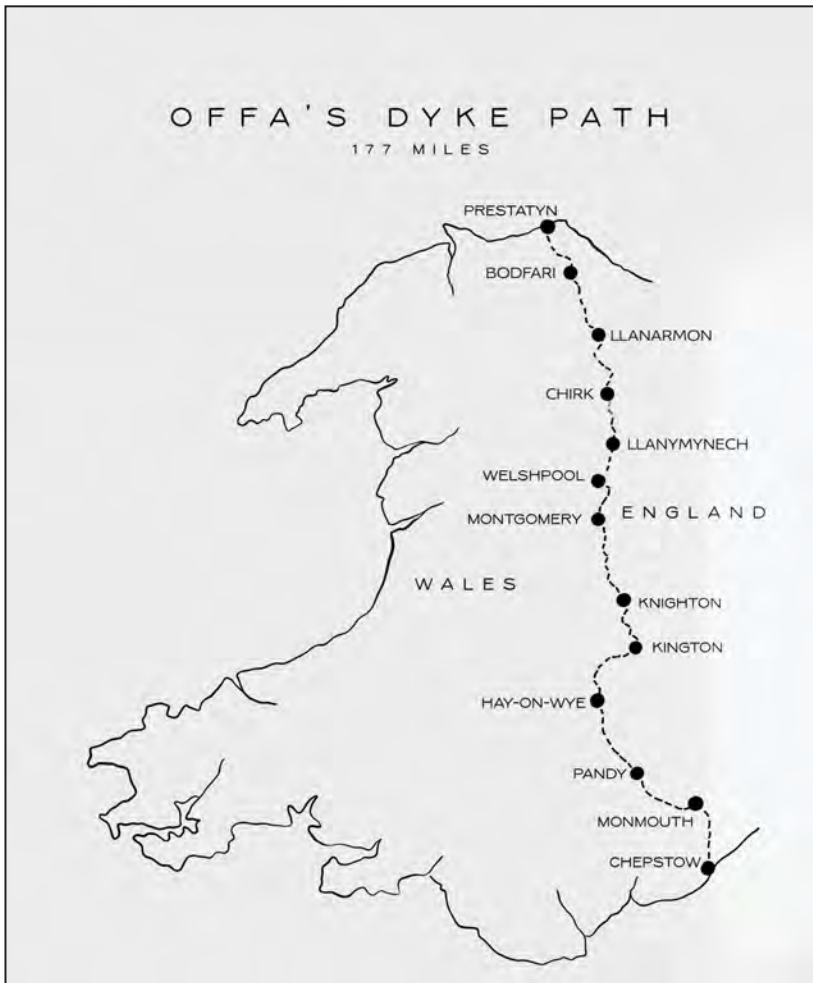 OFFA'S DYKE PATH
177 MILES
PRESTATYN
BODFARI
LLANARMON
CHIRK
LLANYMYNECH
WELSHPOOL
MONTGOMERY
ENGLAND
WALES
KNIGHTON
KINGTON
HAY-ON-WYE
PANDY
MONMOUTH
CHEPSTOW